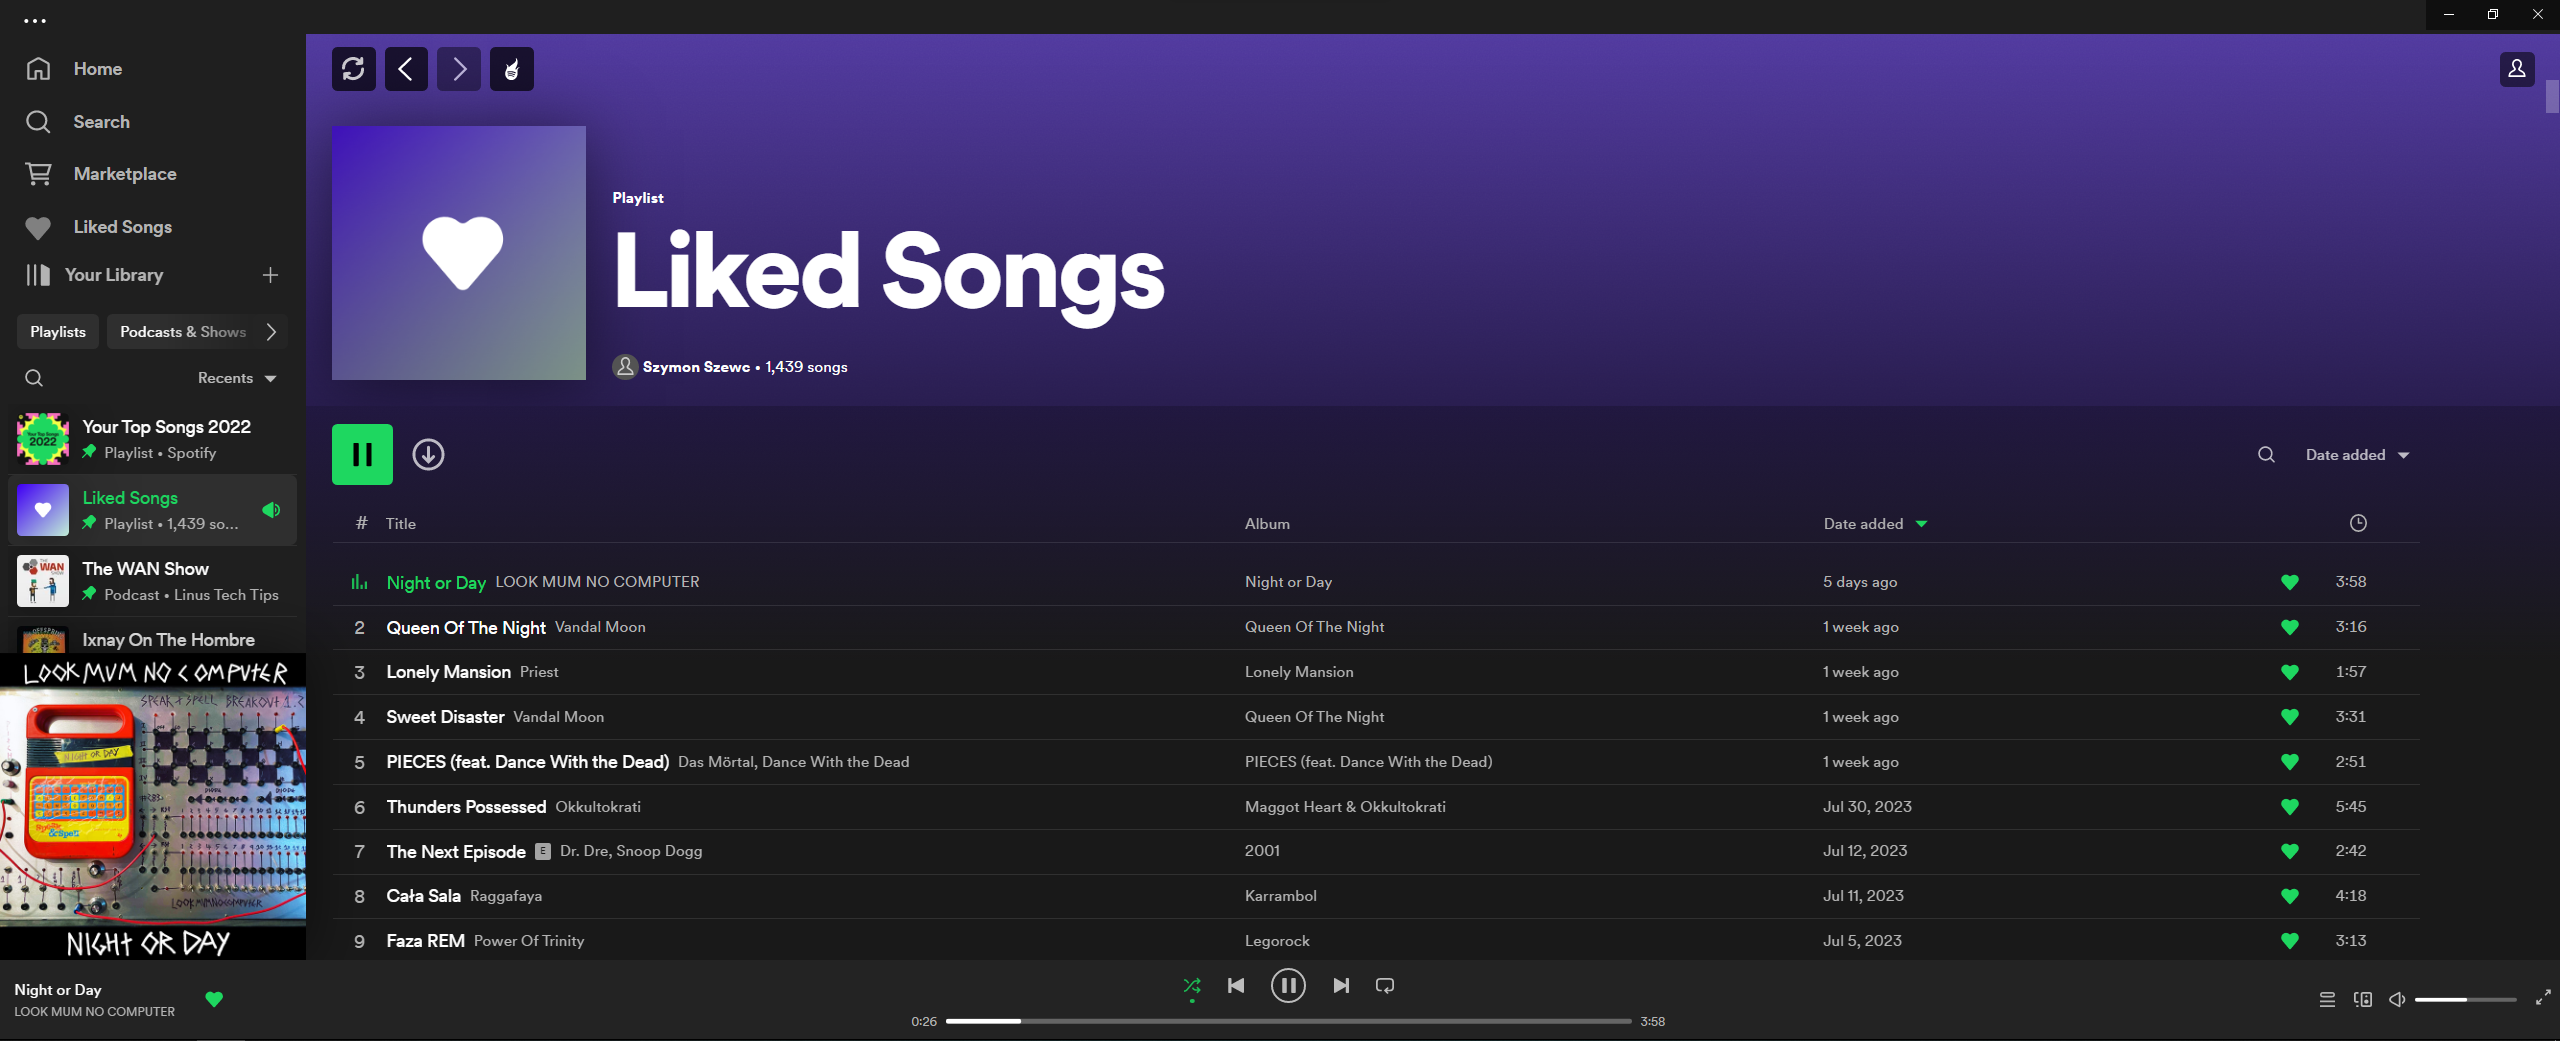 Home
Search
Marketplace
Liked Songs
Your Library
Playlists
Podcasts & Shows
Recents
Your Top Songs 2022
Playlist • Spotify
Liked Songs
Playlist • 1,439 so...
The WAN Show
Podcast • Linus Tech Tips
Ixnay On The Hombre
LOOK MUM NO COMPUTER
SPEAK & SPELL BREAKOUT 1.2
NIGHT OR DAY
LOOKMUMNOCOMPUTER
NIGHT OR DAY
Playlist
Liked Songs
Szymon Szewc • 1,439 songs
Date added
# Title Album Date added
Night or Day LOOK MUM NO COMPUTER Night or Day 5 days ago 3:58
2 Queen Of The Night Vandal Moon Queen Of The Night 1 week ago 3:16
3 Lonely Mansion Priest Lonely Mansion 1 week ago 1:57
4 Sweet Disaster Vandal Moon Queen Of The Night 1 week ago 3:31
5 PIECES (feat. Dance With the Dead) Das Mörtal, Dance With the Dead PIECES (feat. Dance With the Dead) 1 week ago 2:51
6 Thunders Possessed Okkultokrati Maggot Heart & Okkultokrati Jul 30, 2023 5:45
7 The Next Episode E Dr. Dre, Snoop Dogg 2001 Jul 12, 2023 2:42
8 Cała Sala Raggafaya Karrambol Jul 11, 2023 4:18
9 Faza REM Power Of Trinity Legorock Jul 5, 2023 3:13
Night or Day
LOOK MUM NO COMPUTER
0:26
3:58